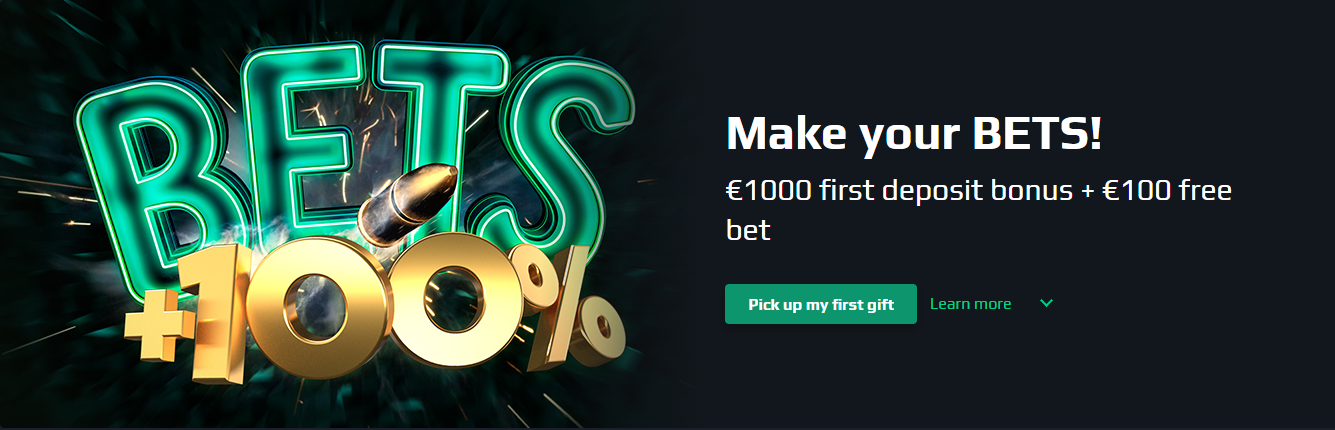 BETS
+100%
Make your BETS!
€1000 first deposit bonus + €100 free
bet
Pick up my first gift
Learn more